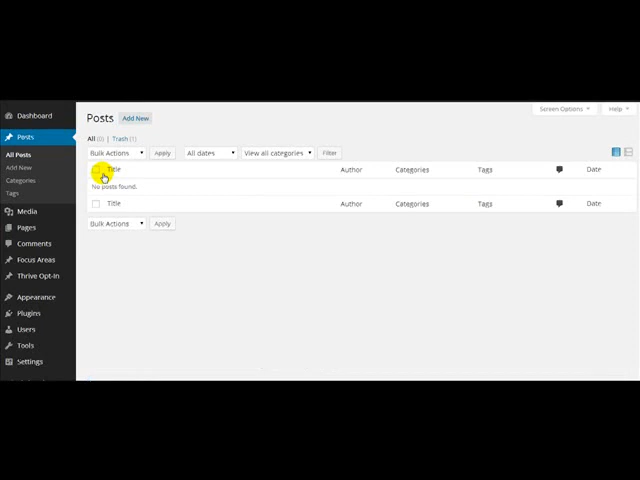 Dashboard
Posts
All Posts
Add New
Categories
Tags
Media
Pages
Comments
Focus Areas
Thrive Opt-In
Appearance
Plugins
Users
Tools
Settings
Screen Options Help
Posts Add New
All (0) | Trash (1)
Bulk Actions Apply All dates View all categories Filter
Title Author Categories Tags Date
No posts found.
Title Author Categories Tags Date
Bulk Actions Apply